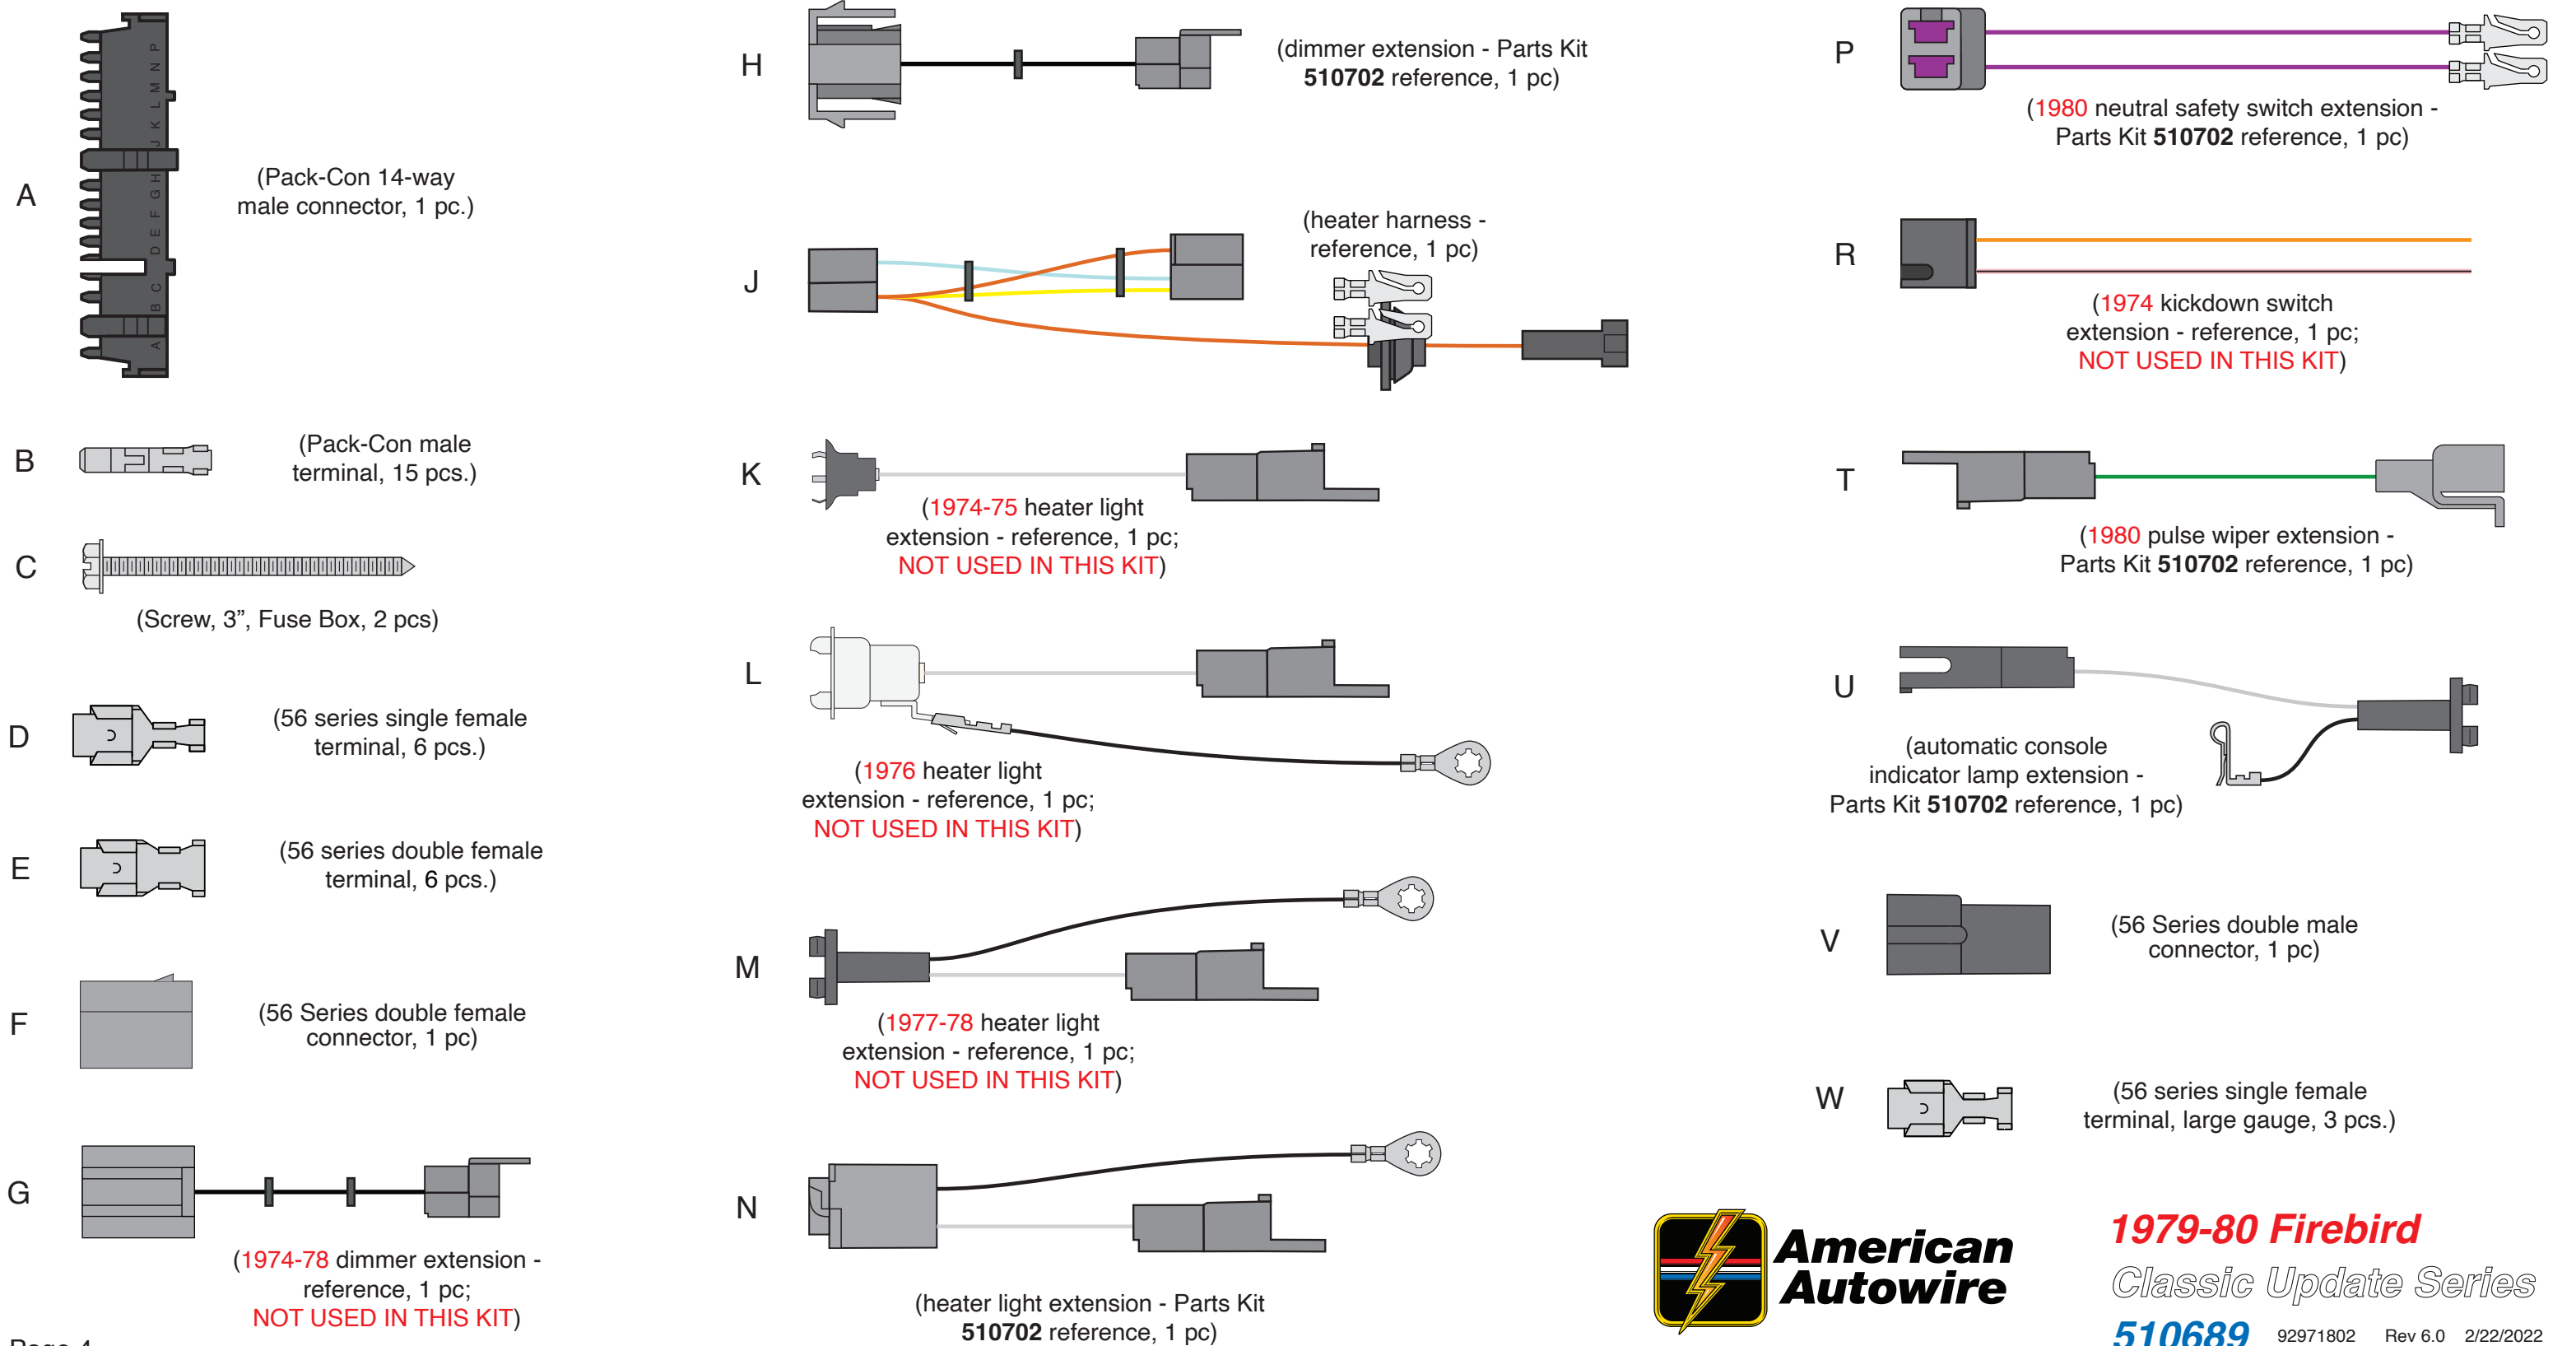 A
P
N
M
L
K
J
H
G
F
E
D
C
B
A
(Pack-Con 14-way
male connector, 1 pc.)
B
(Pack-Con male
terminal, 15 pcs.)
C
(Screw, 3”, Fuse Box, 2 pcs)
D
(56 series single female
terminal, 6 pcs.)
E
(56 series double female
terminal, 6 pcs.)
F
(56 Series double female
connector, 1 pc)
G
(1974-78 dimmer extension -
reference, 1 pc;
NOT USED IN THIS KIT)
Page 4
H
(dimmer extension - Parts Kit
510702 reference, 1 pc)
J
(heater harness -
reference, 1 pc)
K
(1974-75 heater light
extension - reference, 1 pc;
NOT USED IN THIS KIT)
L
(1976 heater light
extension - reference, 1 pc;
NOT USED IN THIS KIT)
M
(1977-78 heater light
extension - reference, 1 pc;
NOT USED IN THIS KIT)
N
(heater light extension - Parts Kit
510702 reference, 1 pc)
P
(1980 neutral safety switch extension -
Parts Kit 510702 reference, 1 pc)
R
(1974 kickdown switch
extension - reference, 1 pc;
NOT USED IN THIS KIT)
T
(1980 pulse wiper extension -
Parts Kit 510702 reference, 1 pc)
U
(automatic console
indicator lamp extension -
Parts Kit 510702 reference, 1 pc)
V
(56 Series double male
connector, 1 pc)
W
(56 series single female
terminal, large gauge, 3 pcs.)
American
Autowire
1979-80 Firebird
Classic Update Series
510689 92971802 Rev 6.0 2/22/2022